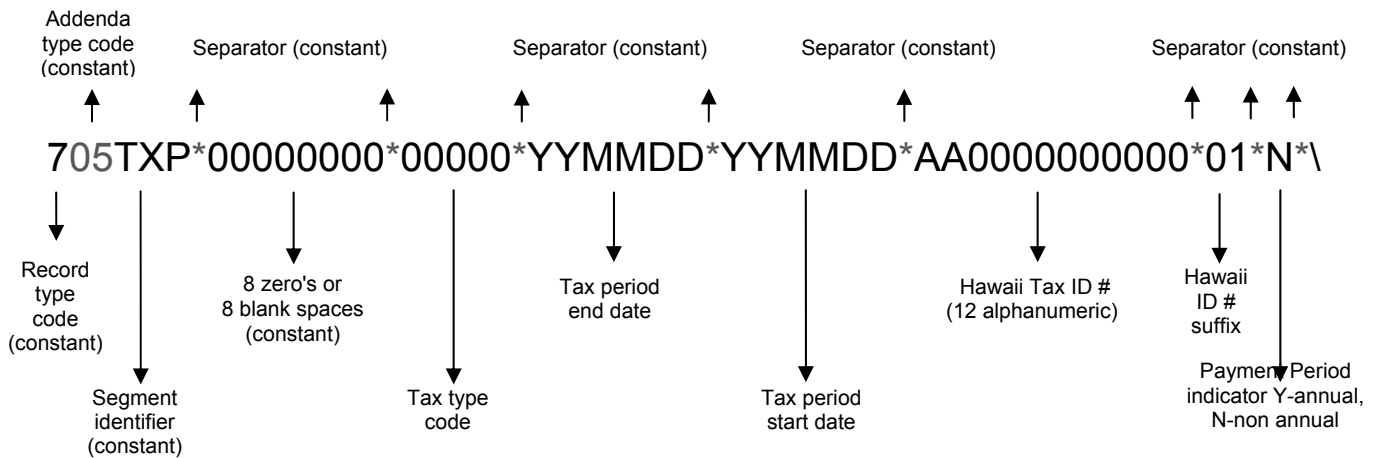 Addenda
type code
(constant)
Separator (constant)
Separator (constant)
Separator (constant)
Separator (constant)
705TXP*00000000*00000*YYMMDD*YYMMDD*AA0000000000*01*N*\
Record
type
code
(constant)
8 zero's or
8 blank spaces
(constant)
Tax period
end date
Hawaii Tax ID #
(12 alphanumeric)
Hawaii
ID #
suffix
Segment
identifier
(constant)
Tax type
code
Tax period
start date
Payment Period
indicator Y-annual,
N-non annual